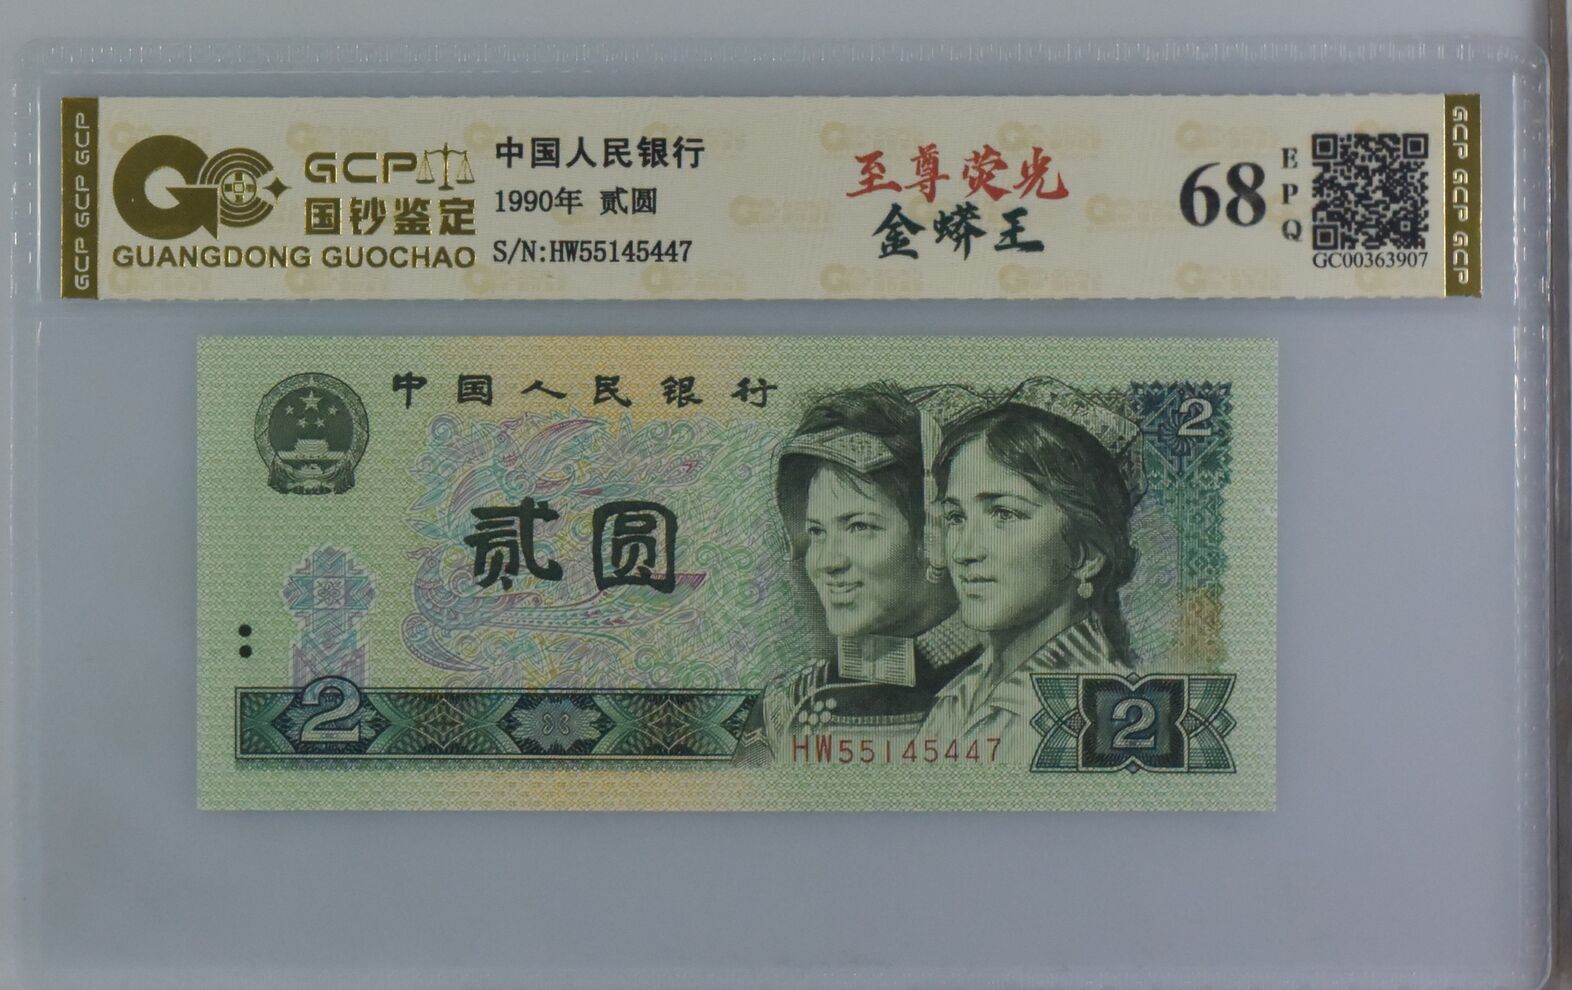 GCP GCP GCP
GCP
国钞鉴定
GUANGDONG GUOCHAO
中国人民银行
1990年 贰圆
S/N:HW55145447
至尊荧光
金蟒王
68
EPQ
GC00363907
GCP GCP GCP
中国人民银行
2
贰圆
2
HW55145447
2